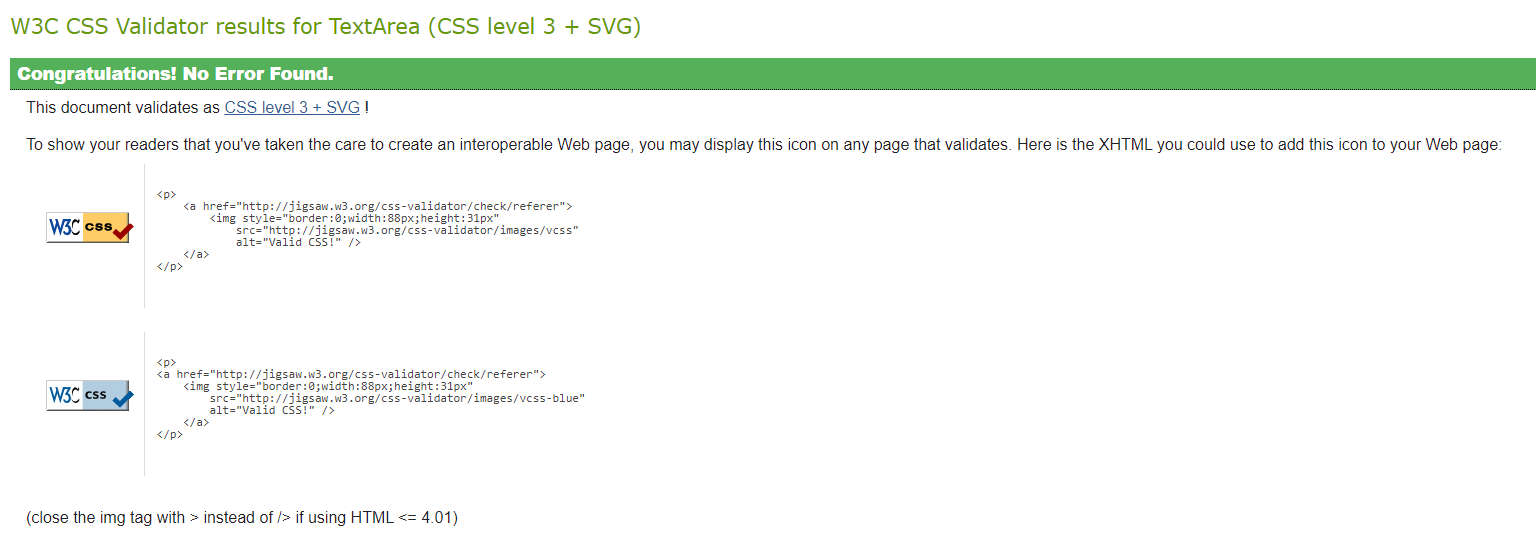 W3C CSS Validator results for TextArea (CSS level 3 + SVG)
Congratulations! No Error Found.
This document validates as CSS level 3 + SVG !
To show your readers that you've taken the care to create an interoperable Web page, you may display this icon on any page that validates. Here is the XHTML you could use to add this icon to your Web page:
W3C css
<p>
    <a href="http://jigsaw.w3.org/css-validator/check/referer">
        <img style="border:0;width:88px;height:31px"
            src="http://jigsaw.w3.org/css-validator/images/vcss"
            alt="Valid CSS!" />
    </a>
</p>
W3C css
<p>
<a href="http://jigsaw.w3.org/css-validator/check/referer">
    <img style="border:0;width:88px;height:31px"
        src="http://jigsaw.w3.org/css-validator/images/vcss-blue"
        alt="Valid CSS!" />
    </a>
</p>
(close the img tag with > instead of /> if using HTML <= 4.01)